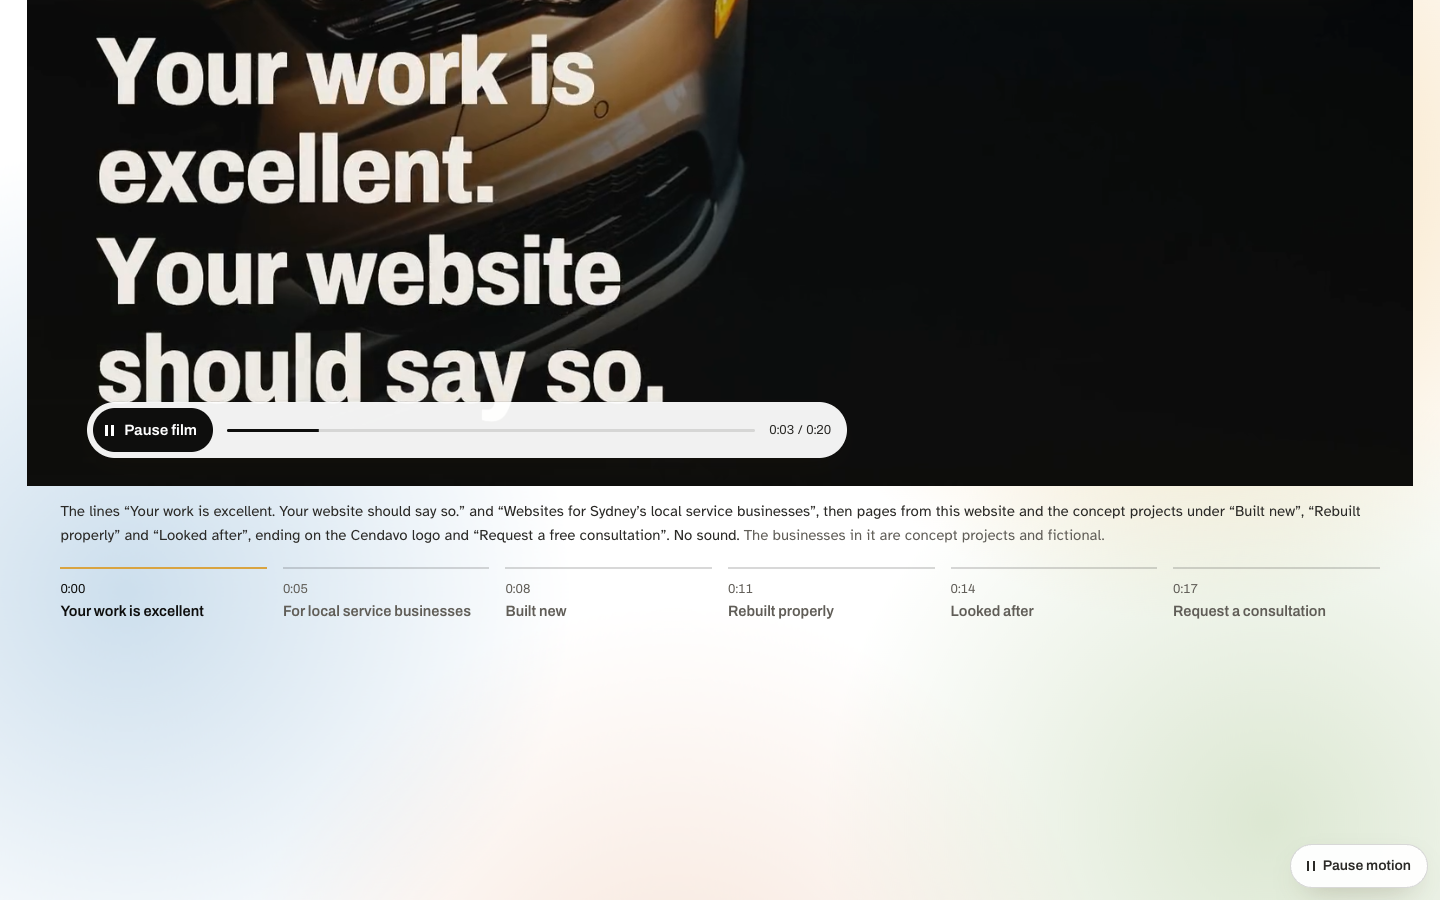 Your work is
excellent.
Your website
should say so.
Pause film
0:03 / 0:20
The lines “Your work is excellent. Your website should say so.” and “Websites for Sydney’s local service businesses”, then pages from this website and the concept projects under “Built new”, “Rebuilt
properly” and “Looked after”, ending on the Cendavo logo and “Request a free consultation”. No sound. The businesses in it are concept projects and fictional.
0:00
Your work is excellent
0:05
For local service businesses
0:08
Built new
0:11
Rebuilt properly
0:14
Looked after
0:17
Request a consultation
Pause motion